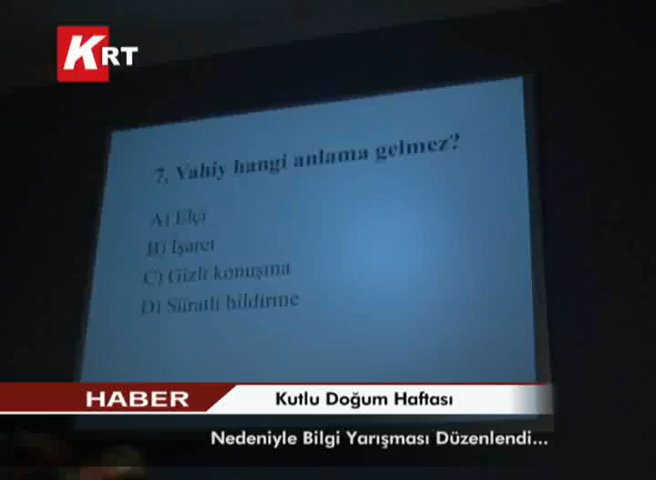 KRT
7. Vahiy hangi anlama gelmez?
A) Elçi
B) İşaret
C) Gizli konuşma
D) Süratli bildirme
HABER
Kutlu Doğum Haftası
Nedeniyle Bilgi Yarışması Düzenlendi...